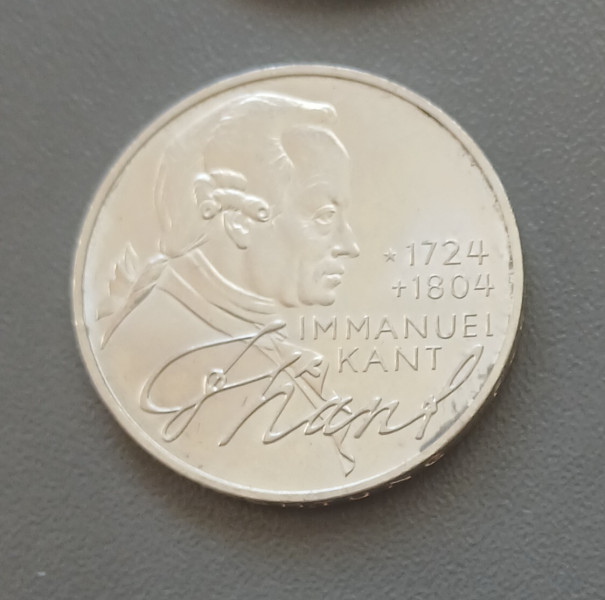 *1724
+1804
IMMANUEL
KANT
Kant